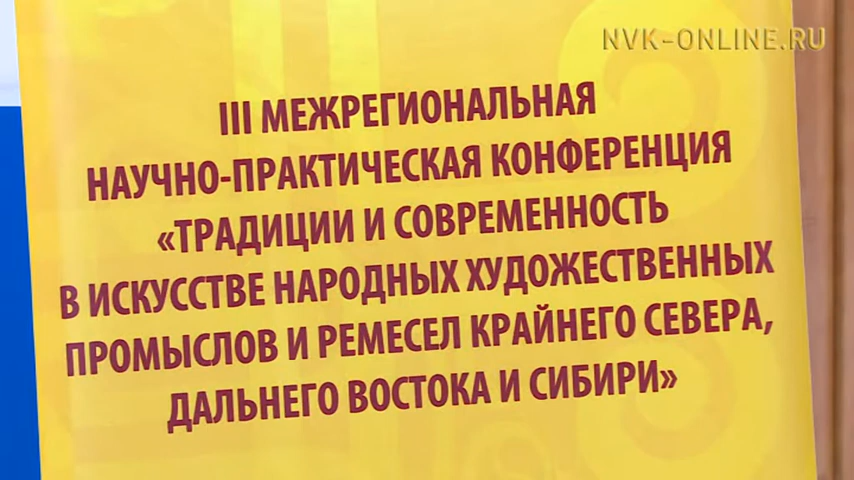 NVK-ONLINE.RU
III МЕЖРЕГИОНАЛЬНАЯ
НАУЧНО-ПРАКТИЧЕСКАЯ КОНФЕРЕНЦИЯ
«ТРАДИЦИИ И СОВРЕМЕННОСТЬ
В ИСКУССТВЕ НАРОДНЫХ ХУДОЖЕСТВЕННЫХ
ПРОМЫСЛОВ И РЕМЕСЕЛ КРАЙНЕГО СЕВЕРА,
ДАЛЬНЕГО ВОСТОКА И СИБИРИ»